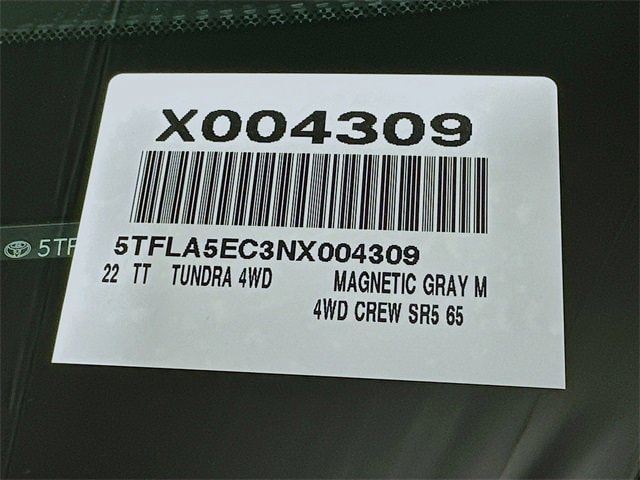 X004309
5TFLA5EC3NX004309
22 TT TUNDRA 4WD MAGNETIC GRAY M
4WD CREW SR5 65
5TF